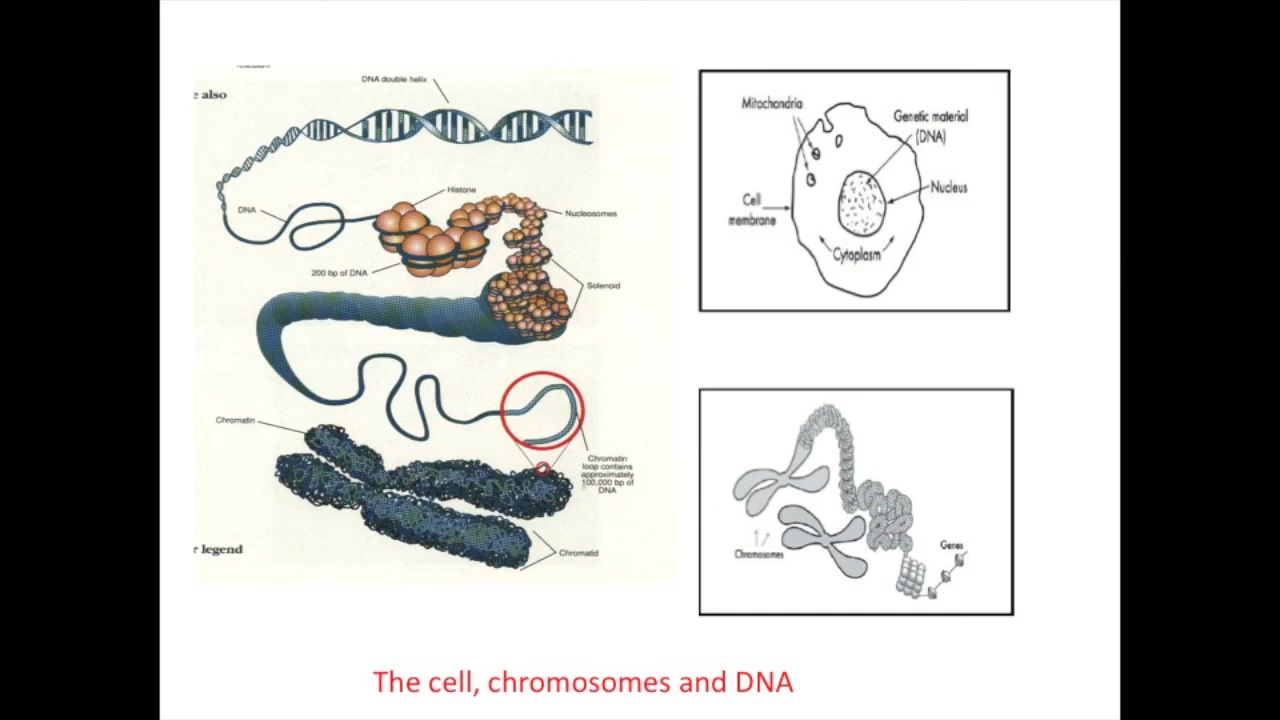 DNA double helix
e also
Histone
DNA
Nucleosomes
200 bp of DNA
Solenoid
Chromatin
Chromatin
loop contains
approximately
100,000 bp of
DNA
r legend
Chromatid
Mitochondria
Genetic material
(DNA)
Nucleus
Cell
membrane
Cytoplasm
Chromosomes
Genes
The cell, chromosomes and DNA